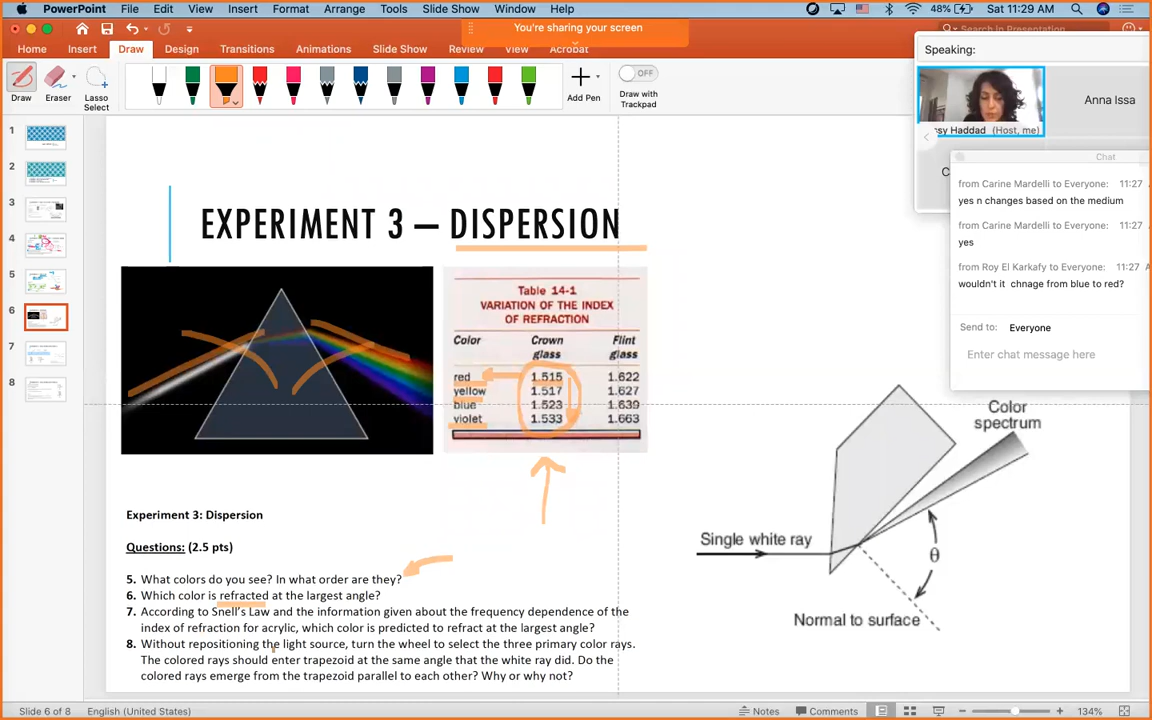 PowerPoint File Edit View Insert Format Arrange Tools Slide Show Window Help 48% Sat 11:29 AM
You're sharing your screen
Search in Presentation
Home Insert Draw Design Transitions Animations Slide Show Review View Acrobat
Draw Eraser Lasso Select Add Pen OFF Draw with Trackpad
Speaking:
ssy Haddad (Host, me)
Anna Issa
C
Chat
from Carine Mardelli to Everyone: 11:27
yes n changes based on the medium
from Carine Mardelli to Everyone: 11:27
yes
from Roy El Karkafy to Everyone: 11:27
wouldn't it chnage from blue to red?
Send to: Everyone
Enter chat message here
1
2
3
4
5
6
7
8
EXPERIMENT 3 – DISPERSION
Table 14-1
VARIATION OF THE INDEX
OF REFRACTION
Color Crown glass Flint glass
red 1.515 1.622
yellow 1.517 1.627
blue 1.523 1.639
violet 1.533 1.663
Experiment 3: Dispersion
Questions: (2.5 pts)
5. What colors do you see? In what order are they?
6. Which color is refracted at the largest angle?
7. According to Snell's Law and the information given about the frequency dependence of the
index of refraction for acrylic, which color is predicted to refract at the largest angle?
8. Without repositioning the light source, turn the wheel to select the three primary color rays.
The colored rays should enter trapezoid at the same angle that the white ray did. Do the
colored rays emerge from the trapezoid parallel to each other? Why or why not?
Color
spectrum
Single white ray
θ
Normal to surface
Slide 6 of 8 English (United States) Notes Comments 134%